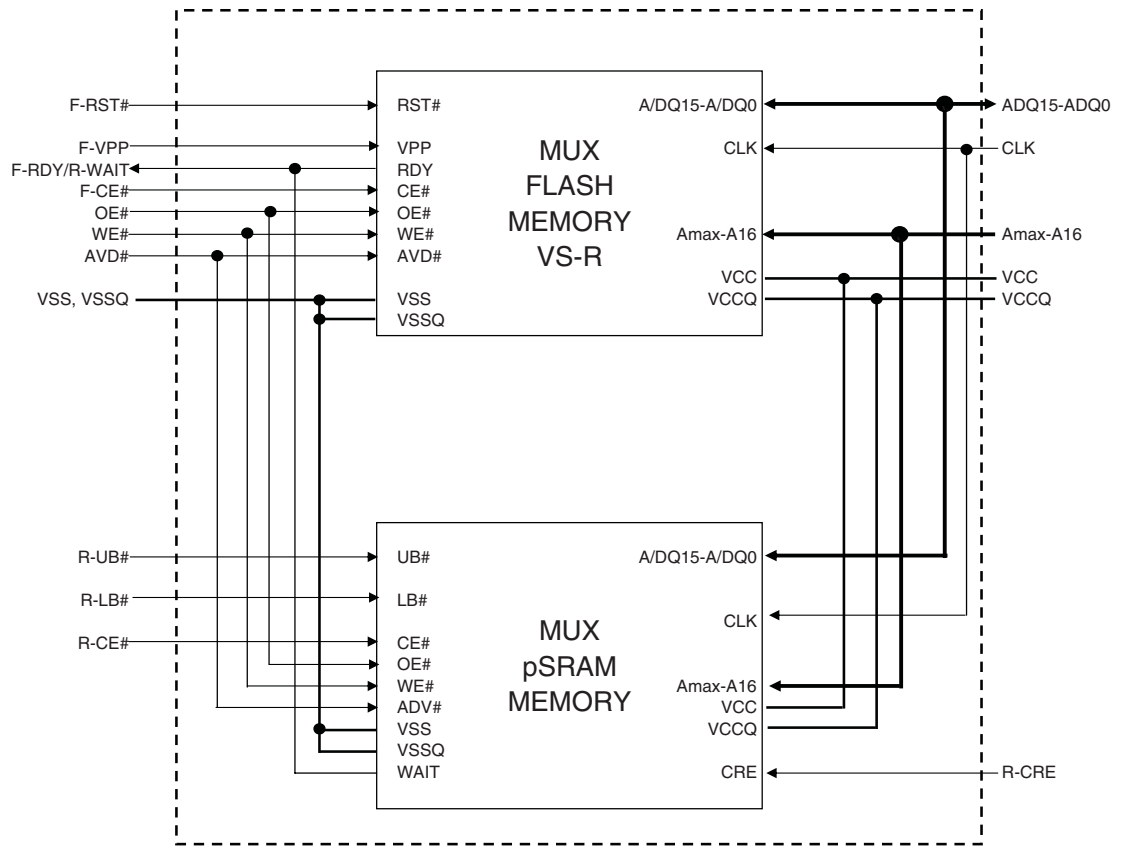 F-RST#
F-VPP
F-RDY/R-WAIT
F-CE#
OE#
WE#
AVD#
VSS, VSSQ
RST#
VPP
RDY
CE#
OE#
WE#
AVD#
VSS
VSSQ
MUX
FLASH
MEMORY
VS-R
A/DQ15-A/DQ0
CLK
Amax-A16
VCC
VCCQ
ADQ15-ADQ0
CLK
Amax-A16
VCC
VCCQ
R-UB#
R-LB#
R-CE#
UB#
LB#
CE#
OE#
WE#
ADV#
VSS
VSSQ
WAIT
MUX
pSRAM
MEMORY
A/DQ15-A/DQ0
CLK
Amax-A16
VCC
VCCQ
CRE
R-CRE